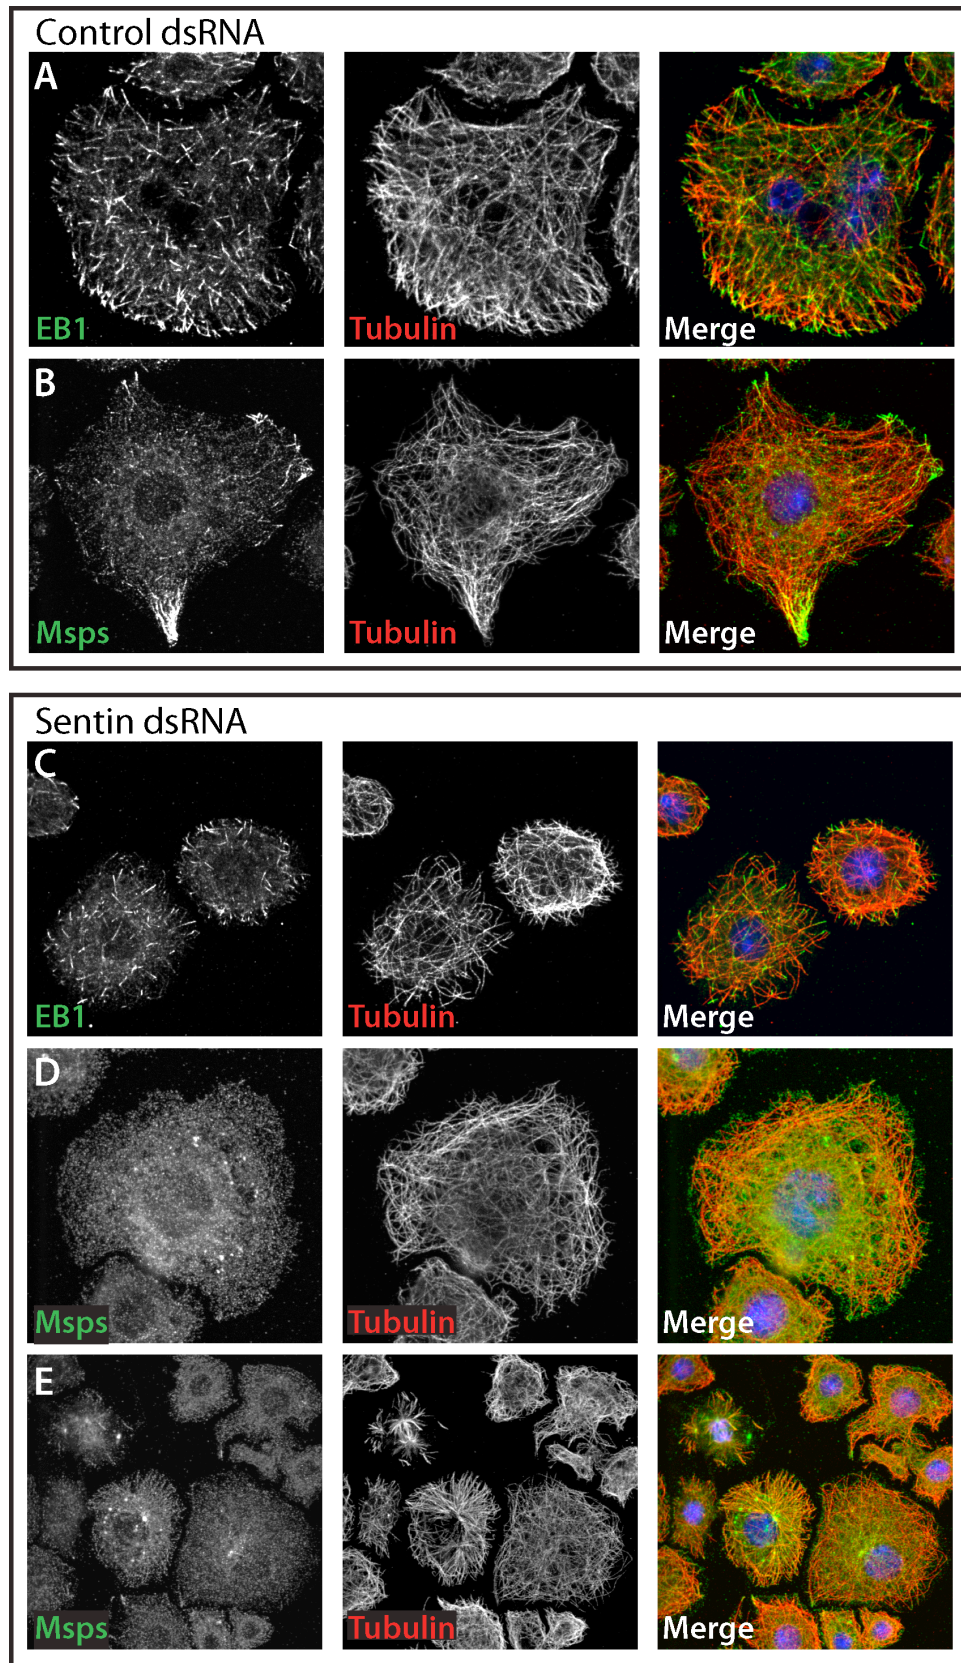 Control dsRNA
A
EB1
Tubulin
Merge
B
Msps
Tubulin
Merge
Sentin dsRNA
C
EB1.
Tubulin
Merge
D
Msps
Tubulin
Merge
E
Msps
Tubulin
Merge